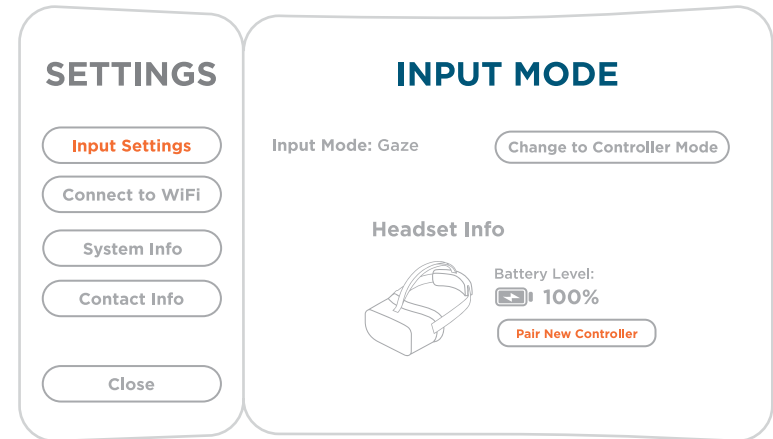 SETTINGS
Input Settings
Connect to WiFi
System Info
Contact Info
Close
INPUT MODE
Input Mode: Gaze
Change to Controller Mode
Headset Info
Battery Level:
100%
Pair New Controller